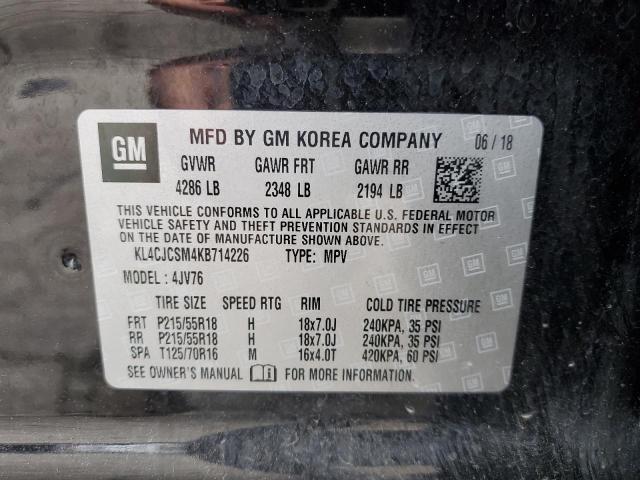 GM MFD BY GM KOREA COMPANY 06 / 18
GVWR GAWR FRT GAWR RR
4286 LB 2348 LB 2194 LB
THIS VEHICLE CONFORMS TO ALL APPLICABLE U.S. FEDERAL MOTOR
VEHICLE SAFETY AND THEFT PREVENTION STANDARDS IN EFFECT
ON THE DATE OF MANUFACTURE SHOWN ABOVE.
KL4CJCSM4KB714226 TYPE: MPV
MODEL: 4JV76
TIRE SIZE SPEED RTG RIM COLD TIRE PRESSURE
FRT P215/55R18 H 18x7.0J 240KPA, 35 PSI
RR P215/55R18 H 18x7.0J 240KPA, 35 PSI
SPA T125/70R16 M 16x4.0T 420KPA, 60 PSI
SEE OWNER'S MANUAL FOR MORE INFORMATION.